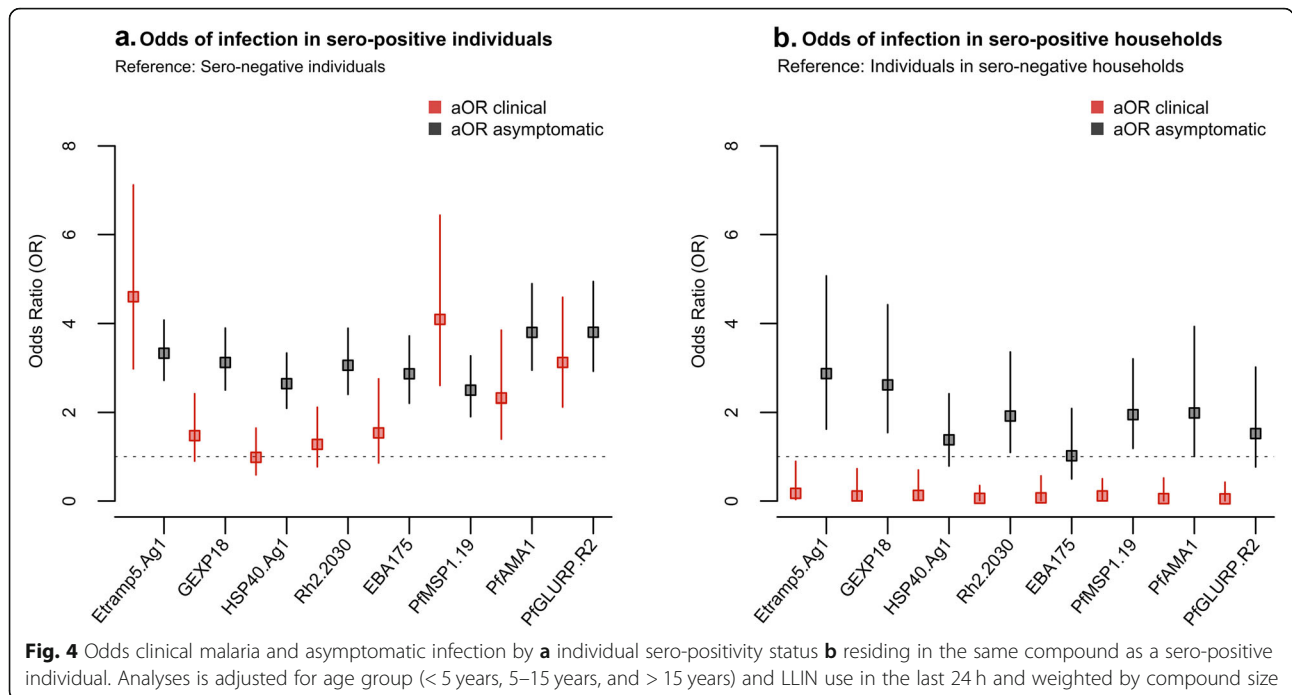 a. Odds of infection in sero-positive individuals
Reference: Sero-negative individuals
aOR clinical
aOR asymptomatic
Odds Ratio (OR)
8
6
4
2
0
Etramp5.Ag1
GEXP18
HSP40.Ag1
Rh2.2030
EBA175
PfMSP1.19
PfAMA1
PfGLURP.R2
b. Odds of infection in sero-positive households
Reference: Individuals in sero-negative households
aOR clinical
aOR asymptomatic
Odds Ratio (OR)
8
6
4
2
0
Etramp5.Ag1
GEXP18
HSP40.Ag1
Rh2.2030
EBA175
PfMSP1.19
PfAMA1
PfGLURP.R2
Fig. 4 Odds clinical malaria and asymptomatic infection by a individual sero-positivity status b residing in the same compound as a sero-positive
individual. Analyses is adjusted for age group (< 5 years, 5–15 years, and > 15 years) and LLIN use in the last 24 h and weighted by compound size